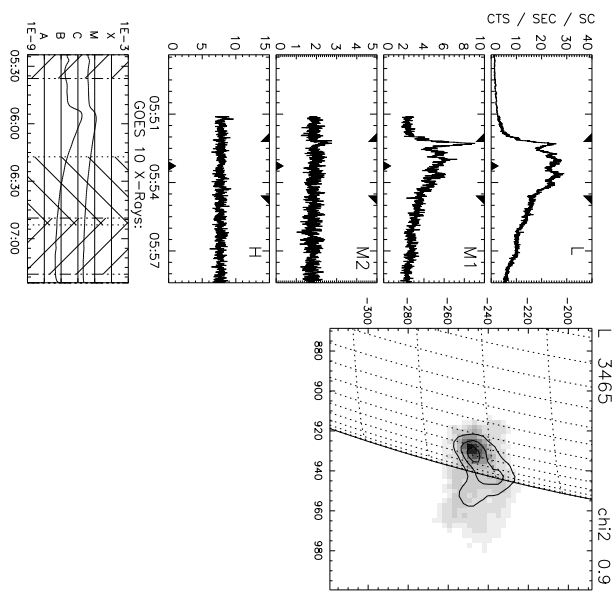 CTS / SEC / SC
40
30
20
10
0
L
10
8
6
4
2
0
M1
5
4
3
2
1
0
M2
15
10
5
0
H
05:51 05:54 05:57
GOES 10 X-Rays:
1E-3
X
M
C
B
A
1E-9
05:30 06:00 06:30 07:00
L 3465 chi2 0.9
-200
-220
-240
-260
-280
-300
880 900 920 940 960 980